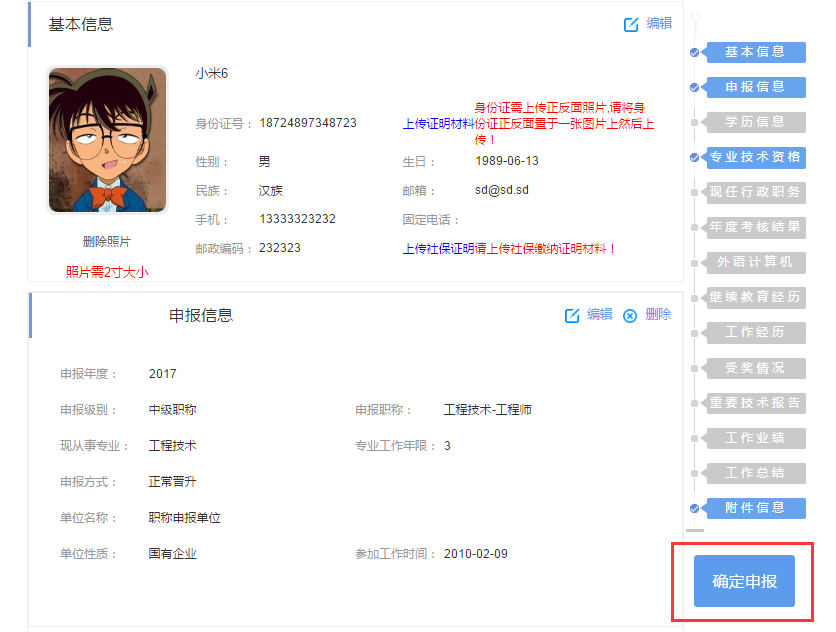 基本信息
编辑
小米6
身份证号： 18724897348723
上传证明材料
身份证需上传正反面照片,请将身
份证正反面置于一张图片上然后上
传！
性别： 男
生日： 1989-06-13
民族： 汉族
邮箱： sd@sd.sd
手机： 13333323232
固定电话：
邮政编码： 232323
上传社保证明请上传社保缴纳证明材料！
删除照片
照片需2寸大小
申报信息
编辑
删除
申报年度： 2017
申报级别： 中级职称
申报职称： 工程技术-工程师
现从事专业： 工程技术
专业工作年限： 3
申报方式： 正常晋升
单位名称： 职称申报单位
单位性质： 国有企业
参加工作时间： 2010-02-09
基本信息
申报信息
学历信息
专业技术资格
现任行政职务
年度考核结果
外语计算机
继续教育经历
工作经历
受奖情况
重要技术报告
工作业绩
工作总结
附件信息
确定申报